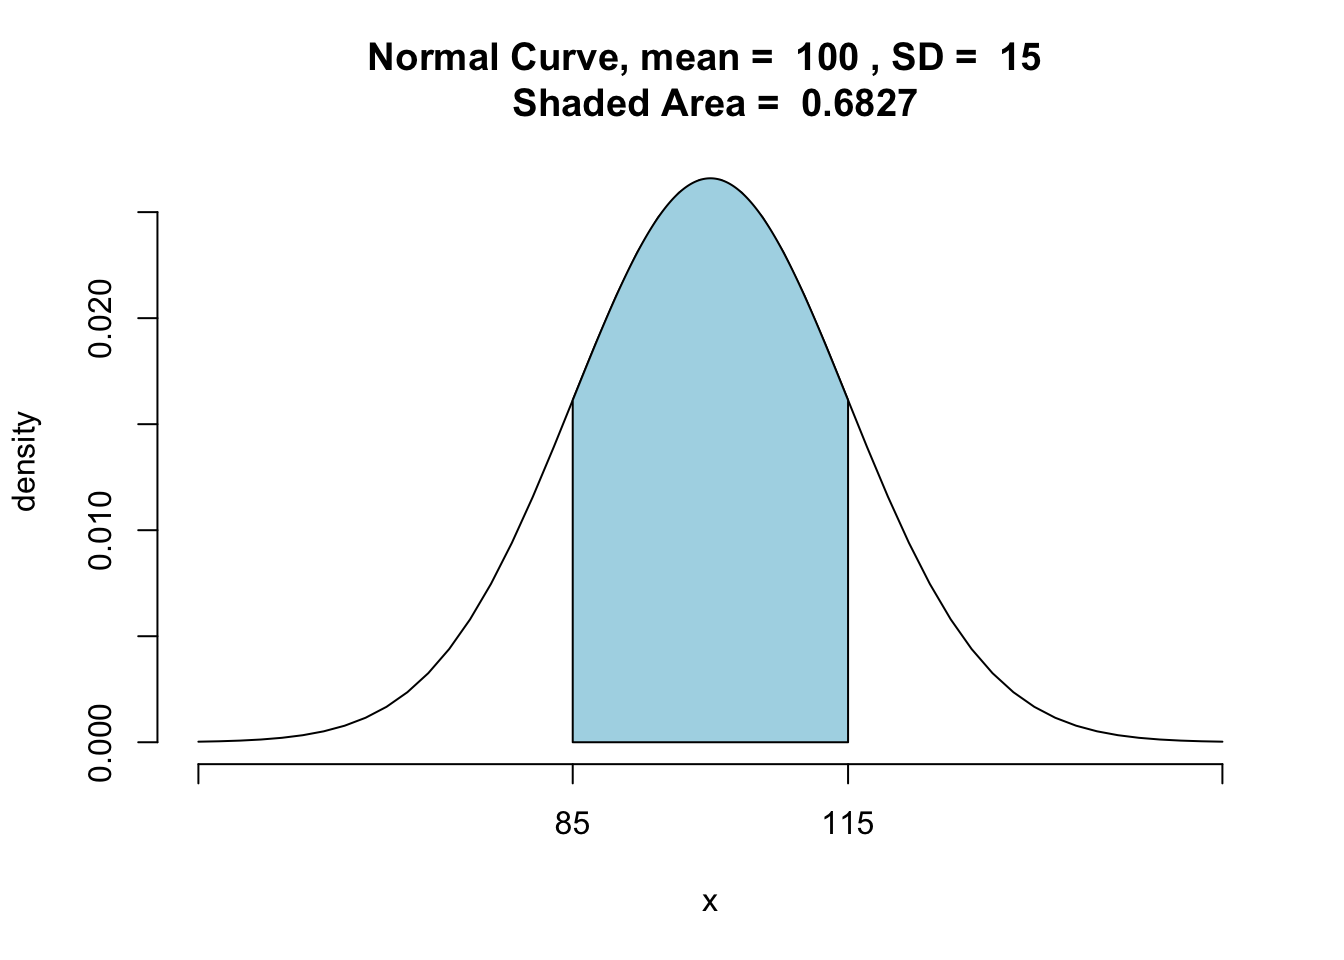 Normal Curve, mean =  100 , SD =  15
Shaded Area =  0.6827
density
0.020
0.010
0.000
85
115
x